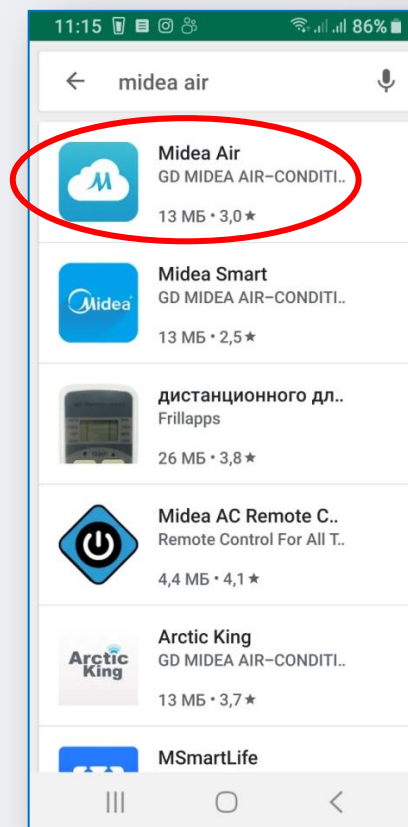 11:15 86%
midea air
Midea Air
GD MIDEA AIR-CONDITI..
13 МБ • 3,0 ★
Midea
Midea Smart
GD MIDEA AIR-CONDITI..
13 МБ • 2,5 ★
дистанционного дл..
Frillapps
26 МБ • 3,8 ★
Midea AC Remote C..
Remote Control For All T..
4,4 МБ • 4,1 ★
Arctic King
Arctic King
GD MIDEA AIR-CONDITI..
13 МБ • 3,7 ★
MSmartLife